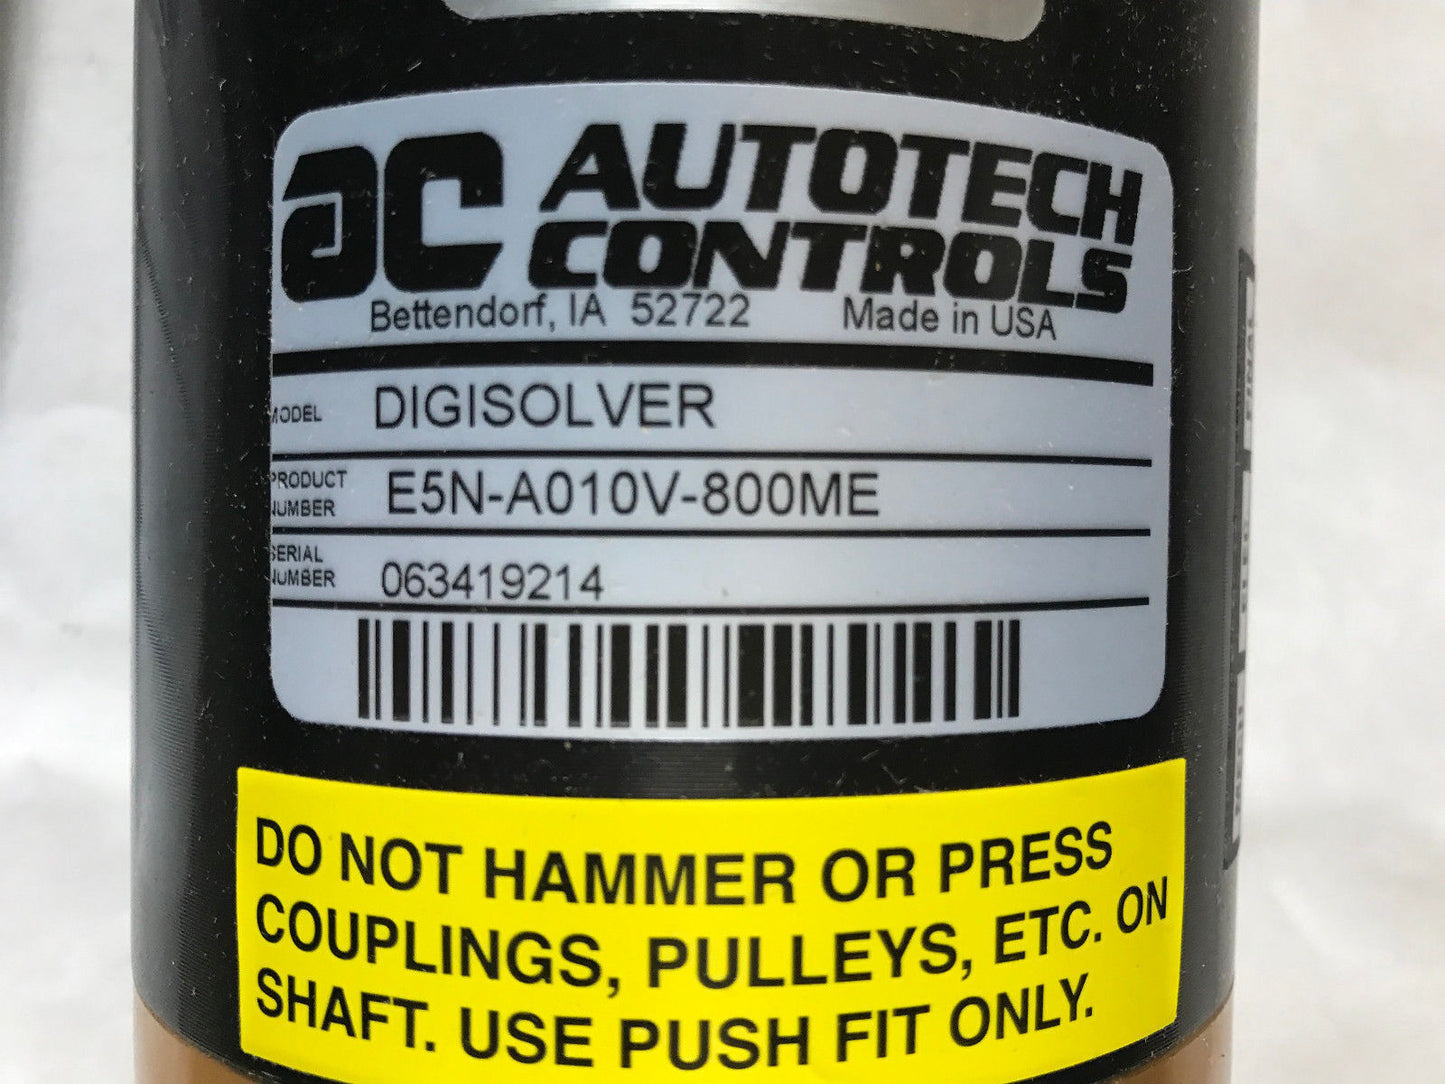 AC AUTOTECH
CONTROLS
Bettendorf, IA 52722 Made in USA
MODEL DIGISOLVER
PRODUCT
NUMBER E5N-A010V-800ME
SERIAL
NUMBER 063419214
DO NOT HAMMER OR PRESS
COUPLINGS, PULLEYS, ETC. ON
SHAFT. USE PUSH FIT ONLY.